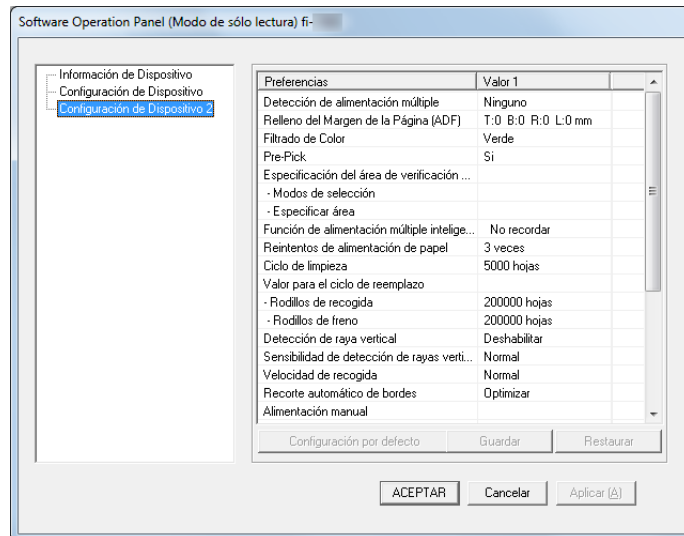 Software Operation Panel (Modo de sólo lectura) fi-
Información de Dispositivo
Configuración de Dispositivo
Configuración de Dispositivo 2
Preferencias Valor 1
Detección de alimentación múltiple Ninguno
Relleno del Margen de la Página (ADF) T:0 B:0 R:0 L:0 mm
Filtrado de Color Verde
Pre-Pick Si
Especificación del área de verificación ...
- Modos de selección
- Especificar área
Función de alimentación múltiple intelige... No recordar
Reintentos de alimentación de papel 3 veces
Ciclo de limpieza 5000 hojas
Valor para el ciclo de reemplazo
- Rodillos de recogida 200000 hojas
- Rodillos de freno 200000 hojas
Detección de raya vertical Deshabilitar
Sensibilidad de detección de rayas verti... Normal
Velocidad de recogida Normal
Recorte automático de bordes Optimizar
Alimentación manual
Configuración por defecto Guardar Restaurar
ACEPTAR Cancelar Aplicar (A)